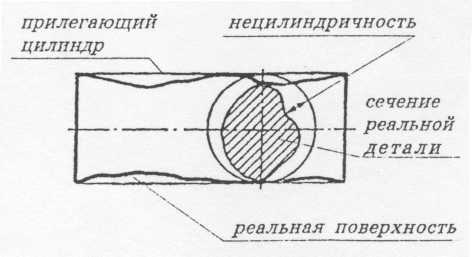 прилегающий
цилиндр
нецилиндричность
сечение
реальной
детали
реальная поверхность